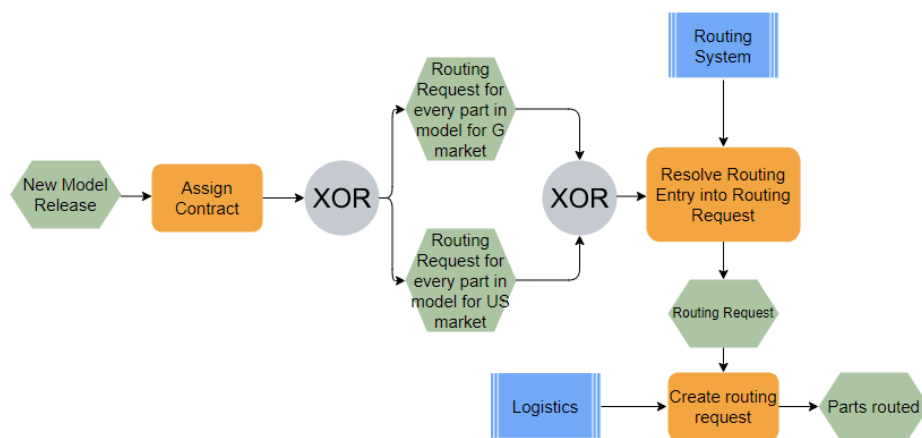 New Model
Release
Assign
Contract
XOR
Routing
Request for
every part in
model for G
market
Routing
Request for
every part in
model for US
market
XOR
Routing
System
Resolve Routing
Entry into Routing
Request
Routing Request
Logistics
Create routing
request
Parts routed